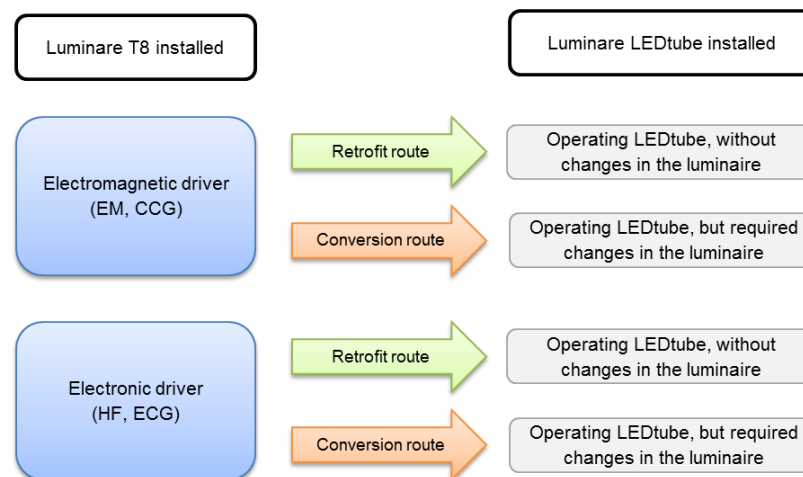 Luminare T8 installed
Luminare LEDtube installed
Electromagnetic driver
(EM, CCG)
Retrofit route
Operating LEDtube, without
changes in the luminaire
Conversion route
Operating LEDtube, but required
changes in the luminaire
Electronic driver
(HF, ECG)
Retrofit route
Operating LEDtube, without
changes in the luminaire
Conversion route
Operating LEDtube, but required
changes in the luminaire